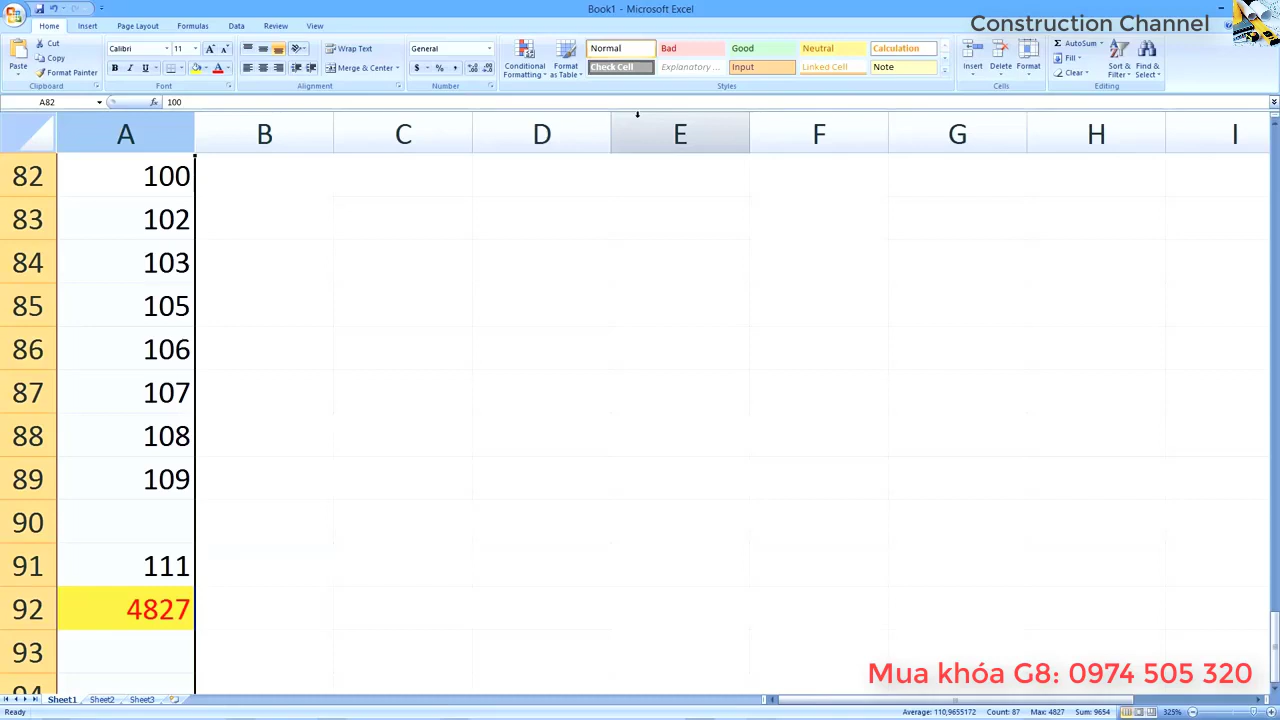 Book1 - Microsoft Excel
Construction Channel
Home Insert Page Layout Formulas Data Review View
Paste
Cut
Copy
Format Painter
Clipboard
Calibri 11
B I U
Font
Wrap Text
Merge & Center
Alignment
General
$ % ,
Number
Conditional Formatting
Format as Table
Normal Bad Good Neutral Calculation
Check Cell Explanatory ... Input Linked Cell Note
Styles
Insert Delete Format
Cells
AutoSum
Fill
Clear
Sort & Filter
Find & Select
Editing
A82 fx 100
A B C D E F G H I
82 100
83 102
84 103
85 105
86 106
87 107
88 108
89 109
90
91 111
92 4827
93
94
Mua khóa G8: 0974 505 320
Sheet1 Sheet2 Sheet3
Ready Average: 110,9655172 Count: 87 Max: 4827 Sum: 9654 325%